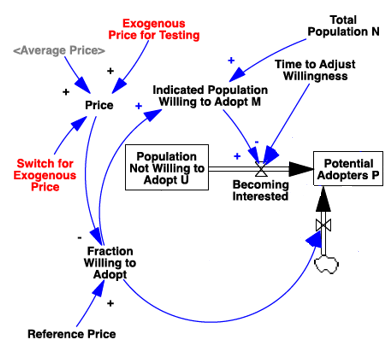 Exogenous
Price for Testing
Total
Population N
<Average Price>
+
+
+
Time to Adjust
Willingness
+
+
Price
+
Indicated Population
Willing to Adopt M
+
-
+
Switch for
Exogenous
Price
Population
Not Willing to
Adopt U
Becoming
Interested
Potential
Adopters P
-
Fraction
Willing to
Adopt
+
Reference Price